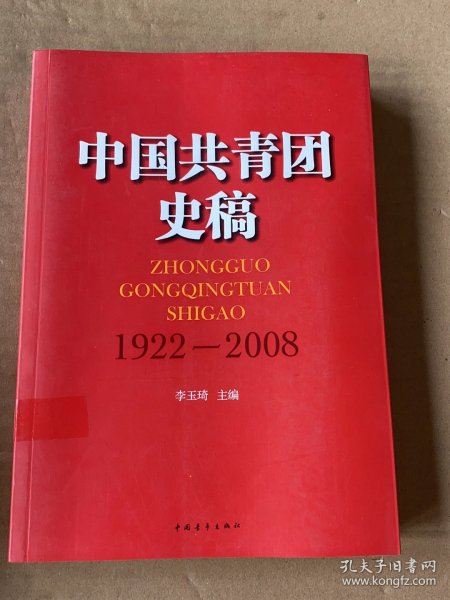 中国共青团
史稿
ZHONGGUO
GONGQINGTUAN
SHIGAO
1922—2008
李玉琦 主编
中国青年出版社
孔夫子旧书网
www.kongfz.com